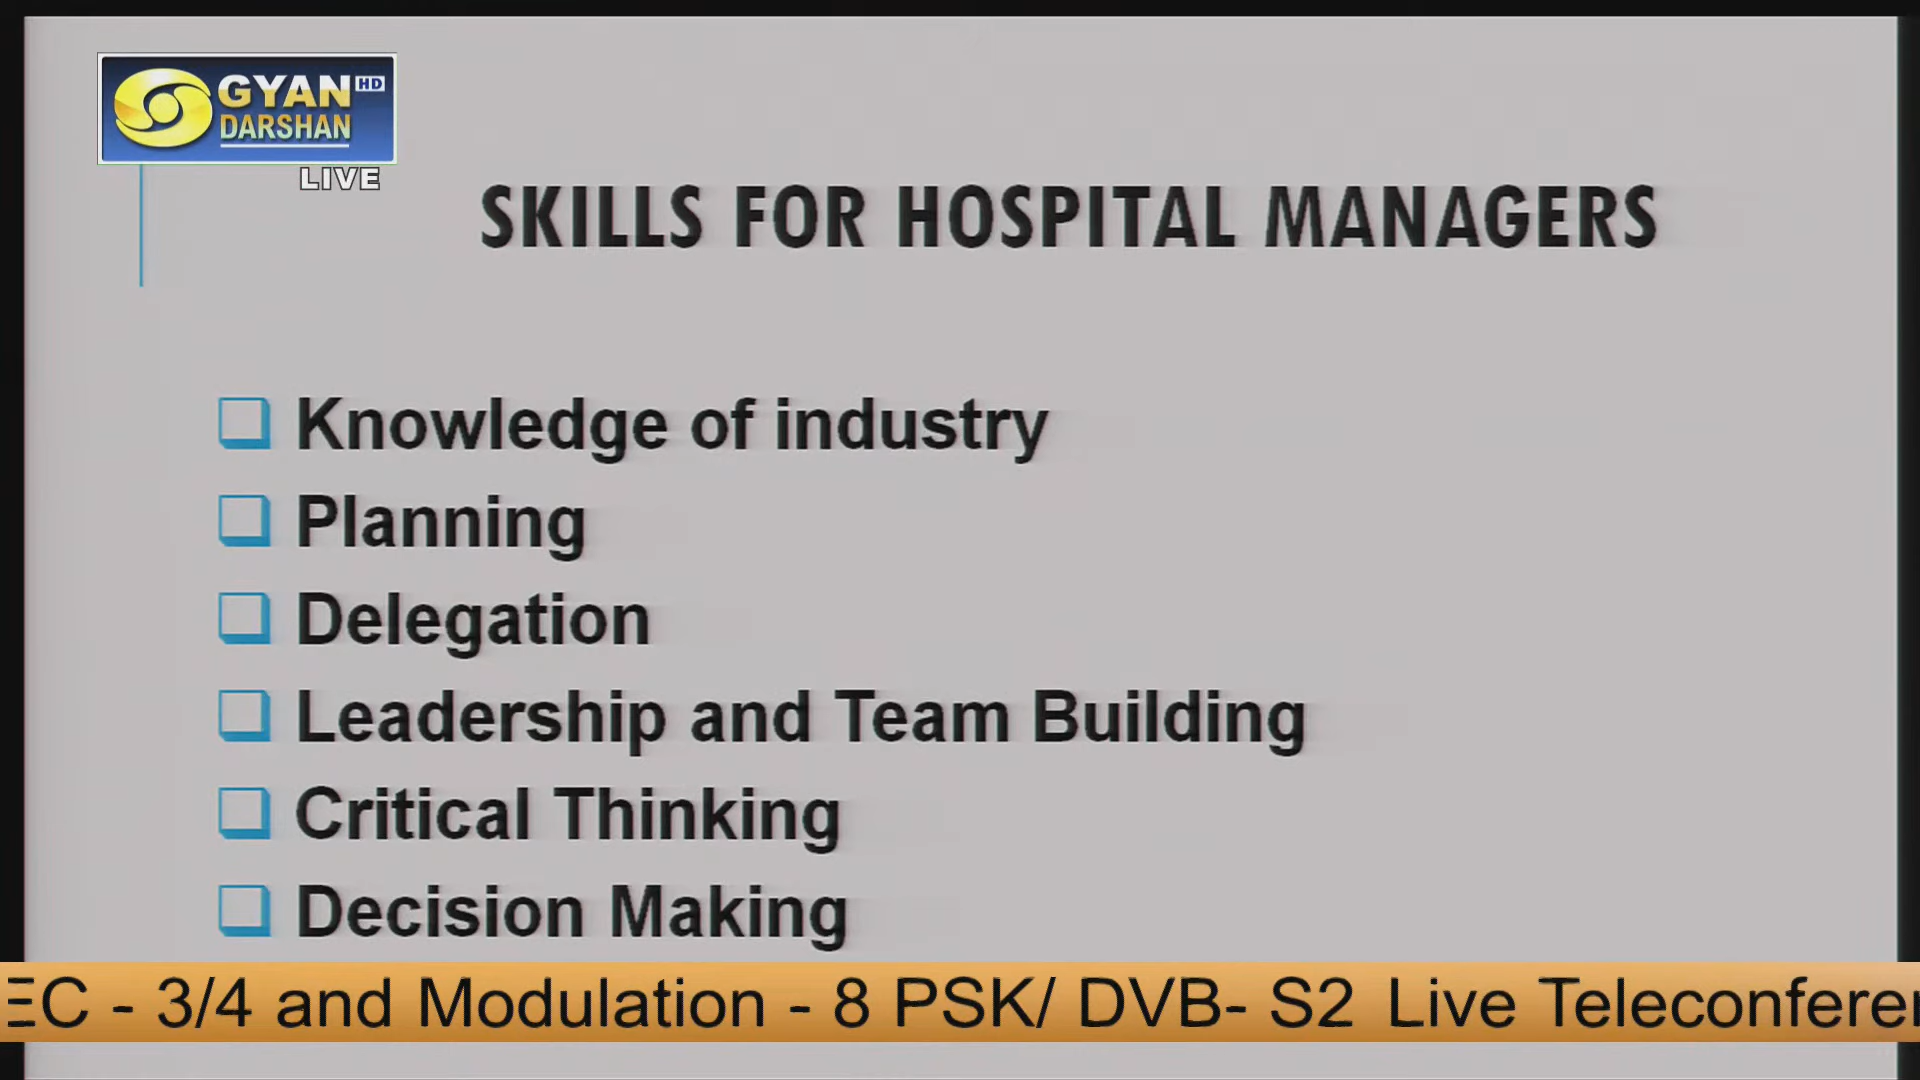 GYAN HD
DARSHAN
LIVE
SKILLS FOR HOSPITAL MANAGERS
Knowledge of industry
Planning
Delegation
Leadership and Team Building
Critical Thinking
Decision Making
- 3/4 and Modulation - 8 PSK/ DVB- S2 Live